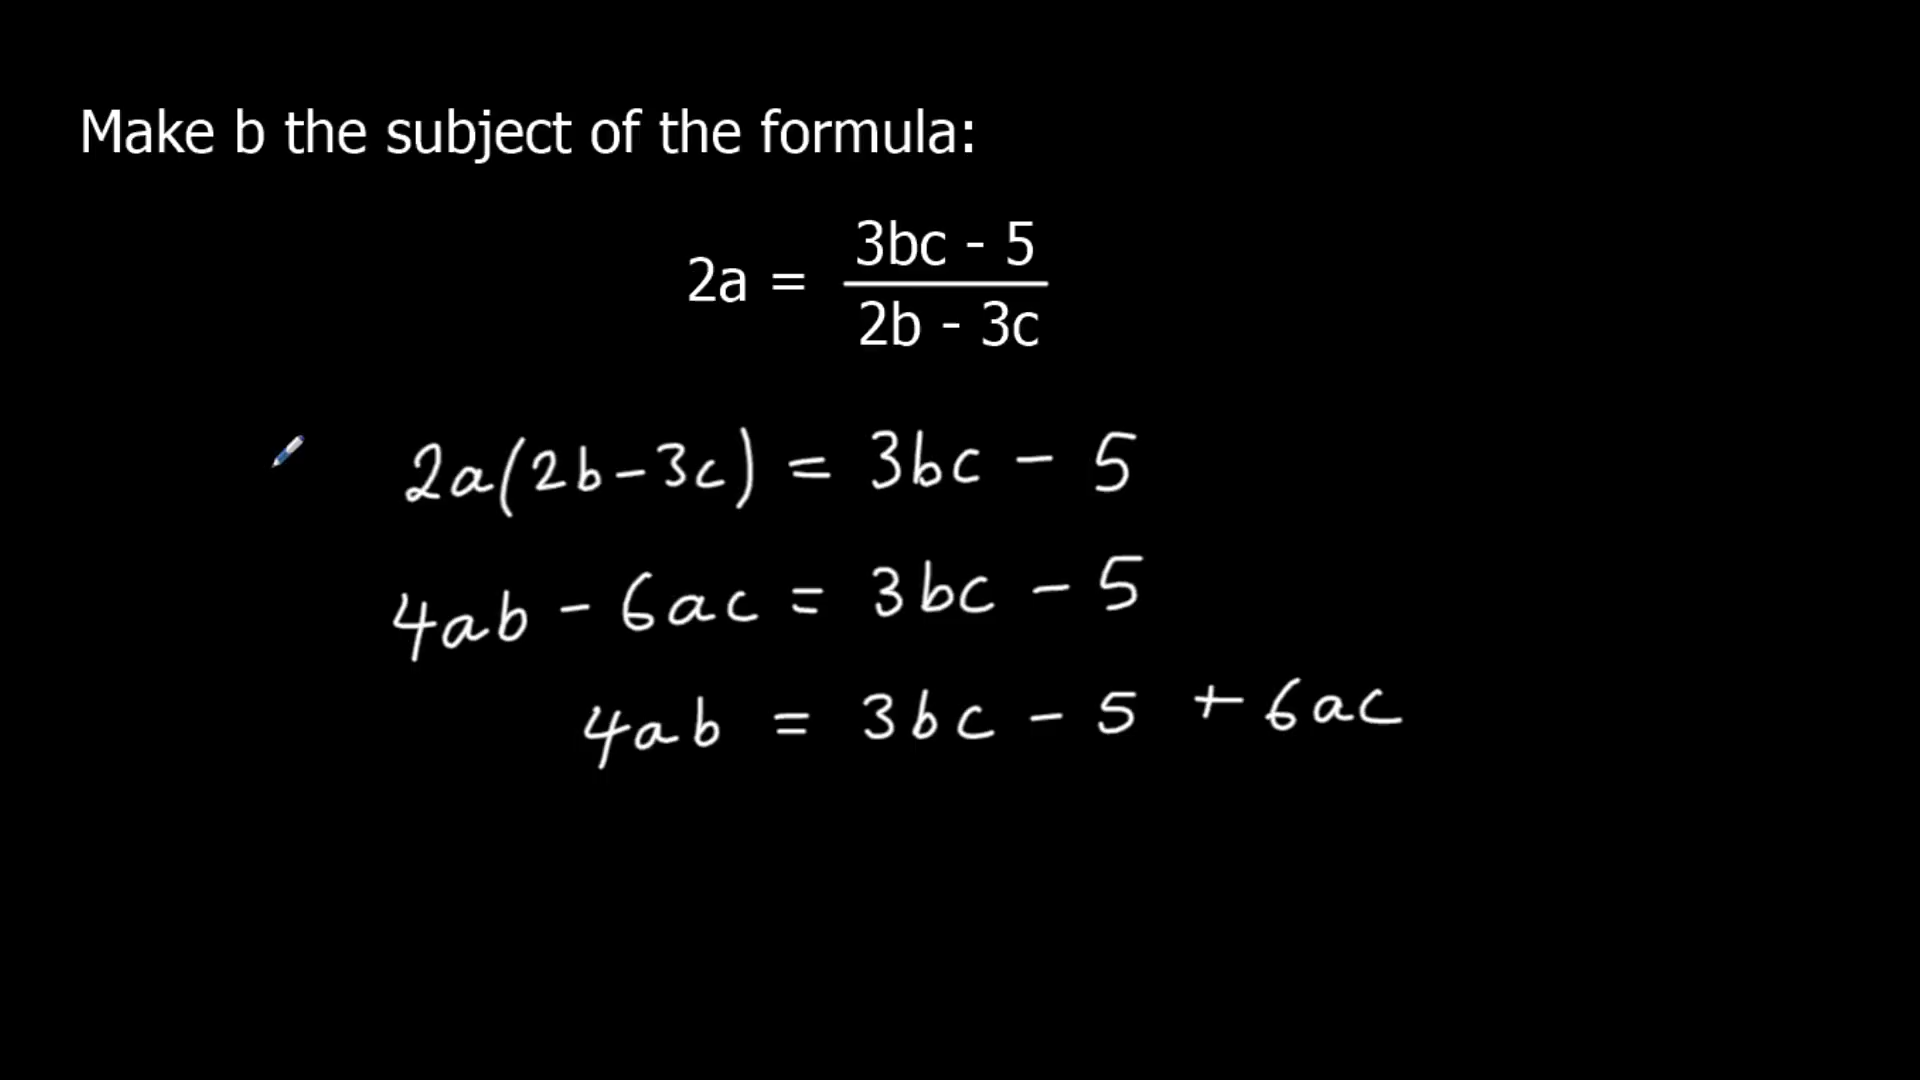 Make b the subject of the formula:
2a = \frac{3bc - 5}{2b - 3c}
2a(2b-3c) = 3bc - 5
4ab - 6ac = 3bc - 5
4ab = 3bc - 5 + 6ac